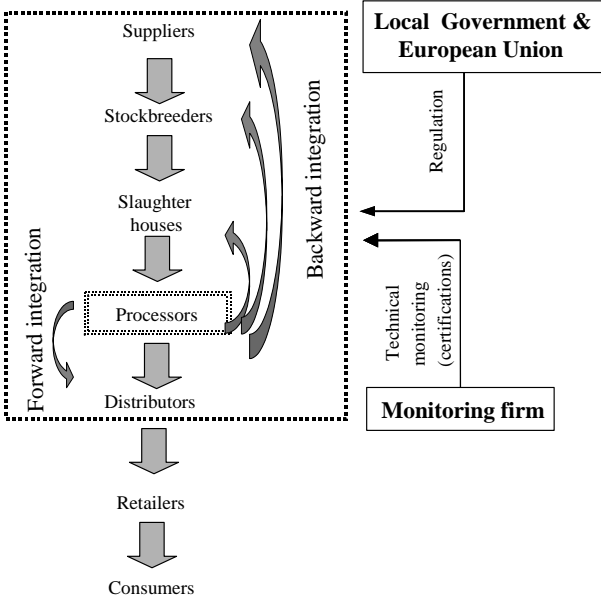 Suppliers
Stockbreeders
Slaughter
houses
Processors
Distributors
Retailers
Consumers
Forward integration
Backward integration
Local Government &
European Union
Regulation
Technical
monitoring
(certifications)
Monitoring firm